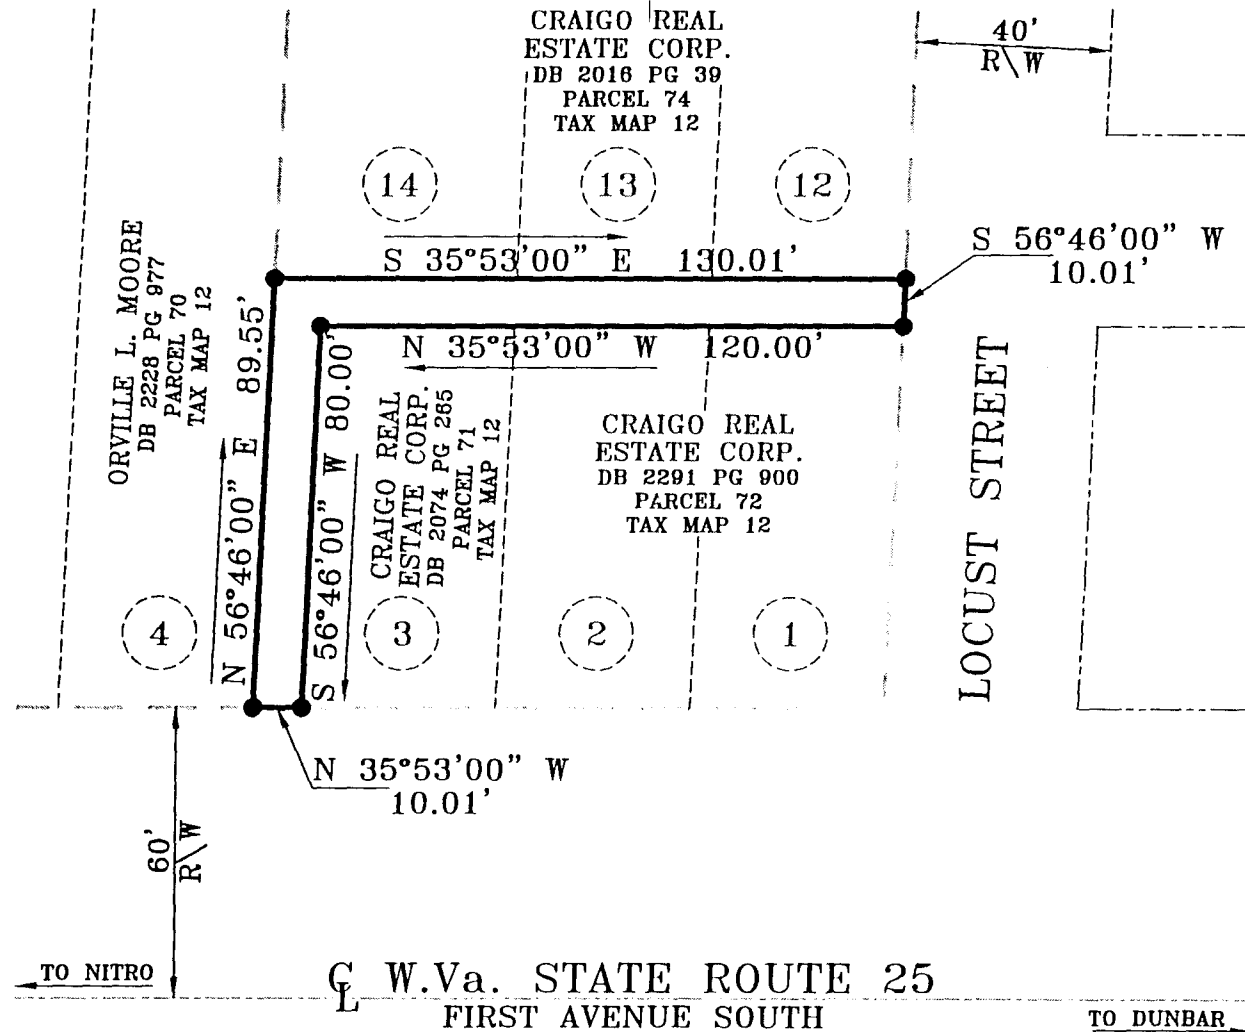 CRAIGO REAL
ESTATE CORP.
DB 2016 PG 39
PARCEL 74
TAX MAP 12
40'
R\W
14
13
12
S 56°46'00" W
10.01'
S 35°53'00" E 130.01'
ORVILLE L. MOORE
DB 2228 PG 977
PARCEL 70
TAX MAP 12
N 56°46'00" E 89.55'
S 56°46'00" W 80.00'
N 35°53'00" W 120.00'
CRAIGO REAL
ESTATE CORP.
DB 2074 PG 265
PARCEL 71
TAX MAP 12
CRAIGO REAL
ESTATE CORP.
DB 2291 PG 900
PARCEL 72
TAX MAP 12
LOCUST STREET
4
3
2
1
N 35°53'00" W
10.01'
60'
R\W
TO NITRO
CL W.Va. STATE ROUTE 25
FIRST AVENUE SOUTH
TO DUNBAR